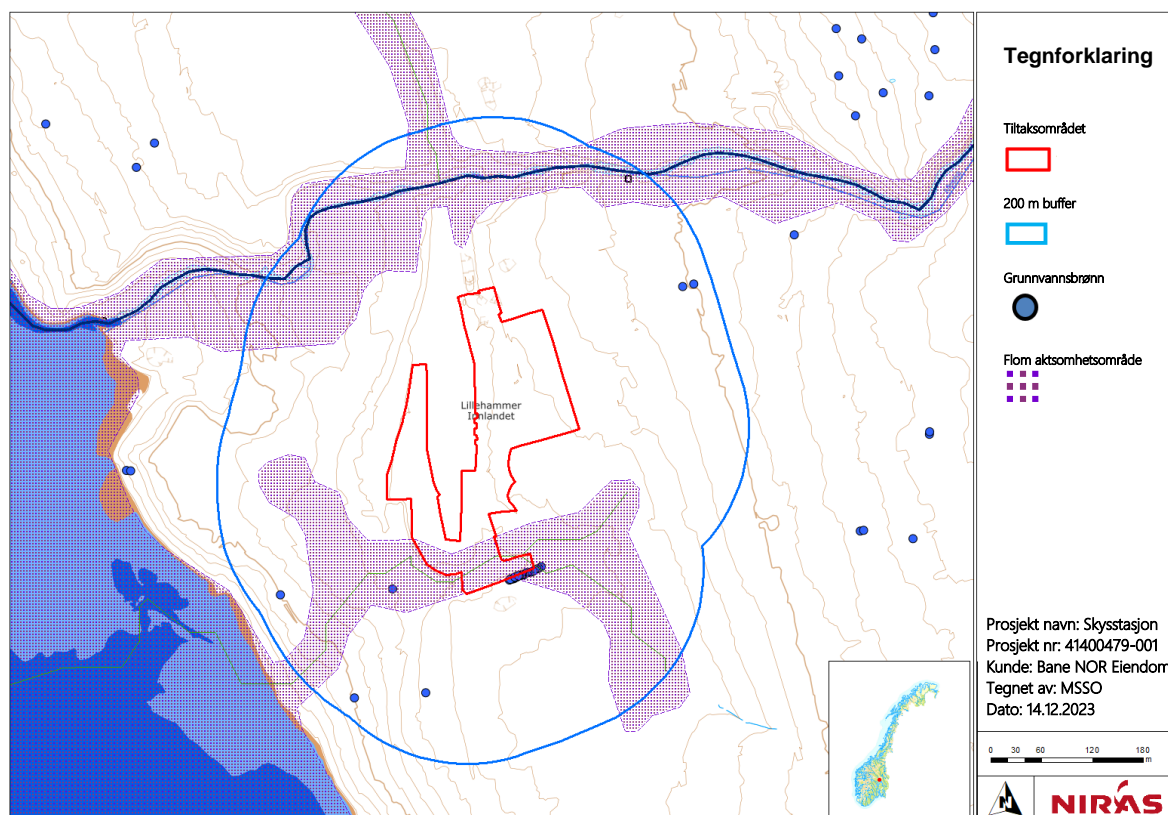 Tegnforklaring
Tiltaksområdet
200 m buffer
Grunnvannsbrønn
Flom aktsomhetsområde
Lillehammer
Innlandet
Prosjekt navn: Skysstasjon
Prosjekt nr: 41400479-001
Kunde: Bane NOR Eiendom
Tegnet av: MSSO
Dato: 14.12.2023
0 30 60 120 180
m
N
NIRAS